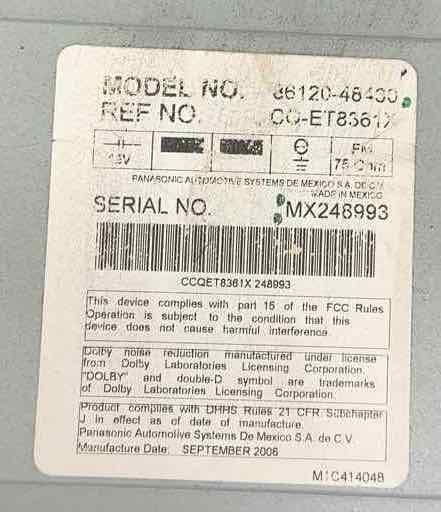 MODEL NO. 86120-48430
REF NO. CQ-ET8361X
14V FM 75 Ohm
PANASONIC AUTOMOTIVE SYSTEMS DE MEXICO S.A. DE C.V.
MADE IN MEXICO
SERIAL NO. MX248993
CCQET8361X 248993
This device complies with part 15 of the FCC Rules
Operation is subject to the condition that this
device does not cause harmful interference.
Dolby noise reduction manufactured under license
from Dolby Laboratories Licensing Corporation.
"DOLBY" and double-D symbol are trademarks
of Dolby Laboratories Licensing Corporation.
Product complies with DHHS Rules 21 CFR Subchapter
J in effect as of date of manufacture.
Panasonic Automotive Systems De Mexico S.A. de C.V.
Manufacture Date: SEPTEMBER 2006
M1C414048